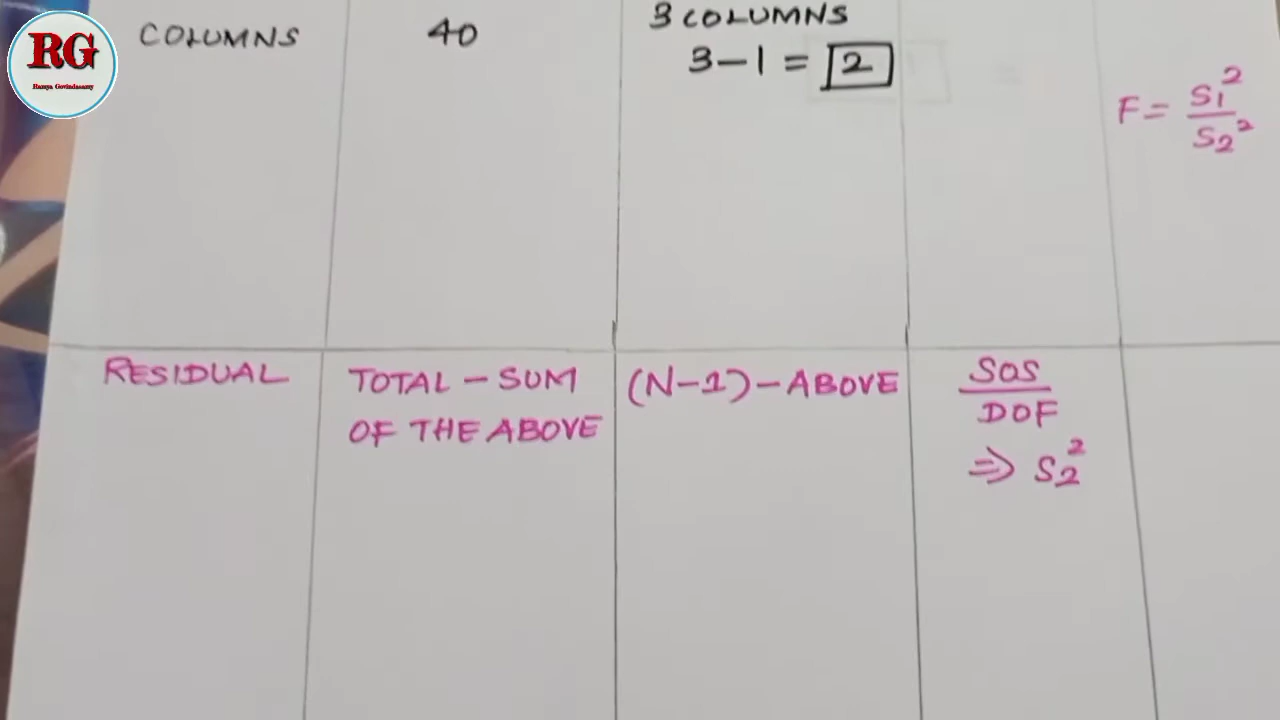 RG
Ramya Govindasamy
COLUMNS
40
3 COLUMNS
3-1 = 2
F = S1²/S2²
RESIDUAL
TOTAL - SUM
OF THE ABOVE
(N-1) - ABOVE
SOS
DOF
⇒ S2²